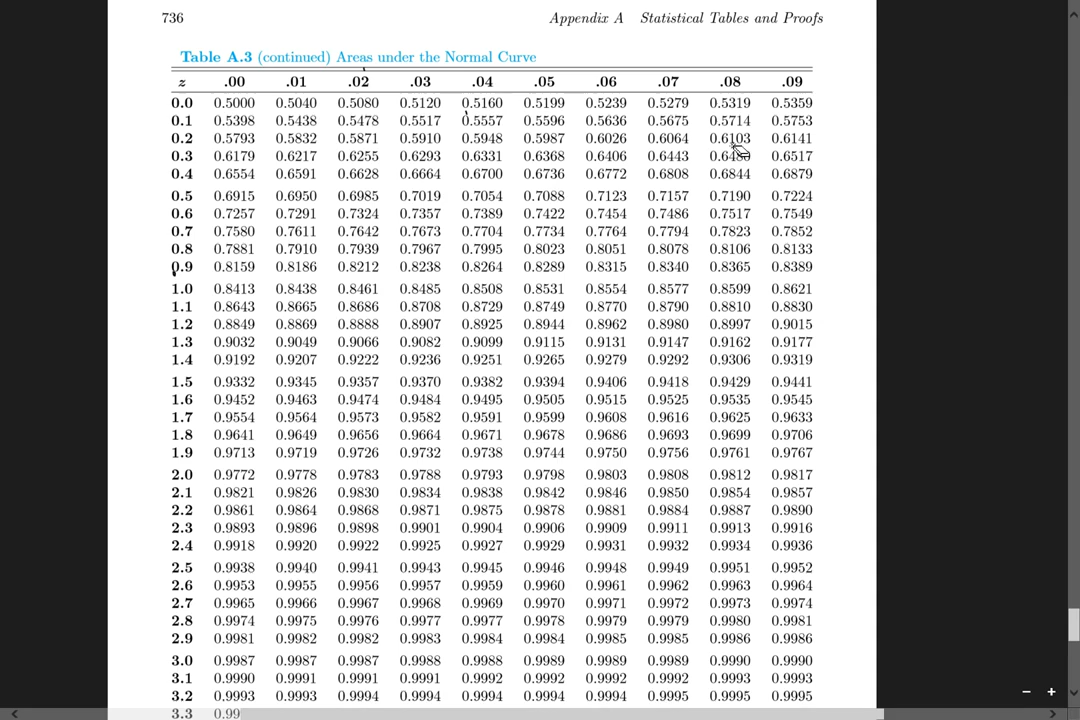 736
Appendix A Statistical Tables and Proofs
Table A.3 (continued) Areas under the Normal Curve
z .00 .01 .02 .03 .04 .05 .06 .07 .08 .09
0.0 0.5000 0.5040 0.5080 0.5120 0.5160 0.5199 0.5239 0.5279 0.5319 0.5359
0.1 0.5398 0.5438 0.5478 0.5517 0.5557 0.5596 0.5636 0.5675 0.5714 0.5753
0.2 0.5793 0.5832 0.5871 0.5910 0.5948 0.5987 0.6026 0.6064 0.6103 0.6141
0.3 0.6179 0.6217 0.6255 0.6293 0.6331 0.6368 0.6406 0.6443 0.6517
0.4 0.6554 0.6591 0.6628 0.6664 0.6700 0.6736 0.6772 0.6808 0.6844 0.6879
0.5 0.6915 0.6950 0.6985 0.7019 0.7054 0.7088 0.7123 0.7157 0.7190 0.7224
0.6 0.7257 0.7291 0.7324 0.7357 0.7389 0.7422 0.7454 0.7486 0.7517 0.7549
0.7 0.7580 0.7611 0.7642 0.7673 0.7704 0.7734 0.7764 0.7794 0.7823 0.7852
0.8 0.7881 0.7910 0.7939 0.7967 0.7995 0.8023 0.8051 0.8078 0.8106 0.8133
0.9 0.8159 0.8186 0.8212 0.8238 0.8264 0.8289 0.8315 0.8340 0.8365 0.8389
1.0 0.8413 0.8438 0.8461 0.8485 0.8508 0.8531 0.8554 0.8577 0.8599 0.8621
1.1 0.8643 0.8665 0.8686 0.8708 0.8729 0.8749 0.8770 0.8790 0.8810 0.8830
1.2 0.8849 0.8869 0.8888 0.8907 0.8925 0.8944 0.8962 0.8980 0.8997 0.9015
1.3 0.9032 0.9049 0.9066 0.9082 0.9099 0.9115 0.9131 0.9147 0.9162 0.9177
1.4 0.9192 0.9207 0.9222 0.9236 0.9251 0.9265 0.9279 0.9292 0.9306 0.9319
1.5 0.9332 0.9345 0.9357 0.9370 0.9382 0.9394 0.9406 0.9418 0.9429 0.9441
1.6 0.9452 0.9463 0.9474 0.9484 0.9495 0.9505 0.9515 0.9525 0.9535 0.9545
1.7 0.9554 0.9564 0.9573 0.9582 0.9591 0.9599 0.9608 0.9616 0.9625 0.9633
1.8 0.9641 0.9649 0.9656 0.9664 0.9671 0.9678 0.9686 0.9693 0.9699 0.9706
1.9 0.9713 0.9719 0.9726 0.9732 0.9738 0.9744 0.9750 0.9756 0.9761 0.9767
2.0 0.9772 0.9778 0.9783 0.9788 0.9793 0.9798 0.9803 0.9808 0.9812 0.9817
2.1 0.9821 0.9826 0.9830 0.9834 0.9838 0.9842 0.9846 0.9850 0.9854 0.9857
2.2 0.9861 0.9864 0.9868 0.9871 0.9875 0.9878 0.9881 0.9884 0.9887 0.9890
2.3 0.9893 0.9896 0.9898 0.9901 0.9904 0.9906 0.9909 0.9911 0.9913 0.9916
2.4 0.9918 0.9920 0.9922 0.9925 0.9927 0.9929 0.9931 0.9932 0.9934 0.9936
2.5 0.9938 0.9940 0.9941 0.9943 0.9945 0.9946 0.9948 0.9949 0.9951 0.9952
2.6 0.9953 0.9955 0.9956 0.9957 0.9959 0.9960 0.9961 0.9962 0.9963 0.9964
2.7 0.9965 0.9966 0.9967 0.9968 0.9969 0.9970 0.9971 0.9972 0.9973 0.9974
2.8 0.9974 0.9975 0.9976 0.9977 0.9977 0.9978 0.9979 0.9979 0.9980 0.9981
2.9 0.9981 0.9982 0.9982 0.9983 0.9984 0.9984 0.9985 0.9985 0.9986 0.9986
3.0 0.9987 0.9987 0.9987 0.9988 0.9988 0.9989 0.9989 0.9989 0.9990 0.9990
3.1 0.9990 0.9991 0.9991 0.9991 0.9992 0.9992 0.9992 0.9992 0.9993 0.9993
3.2 0.9993 0.9993 0.9994 0.9994 0.9994 0.9994 0.9994 0.9995 0.9995 0.9995
3.3 0.99